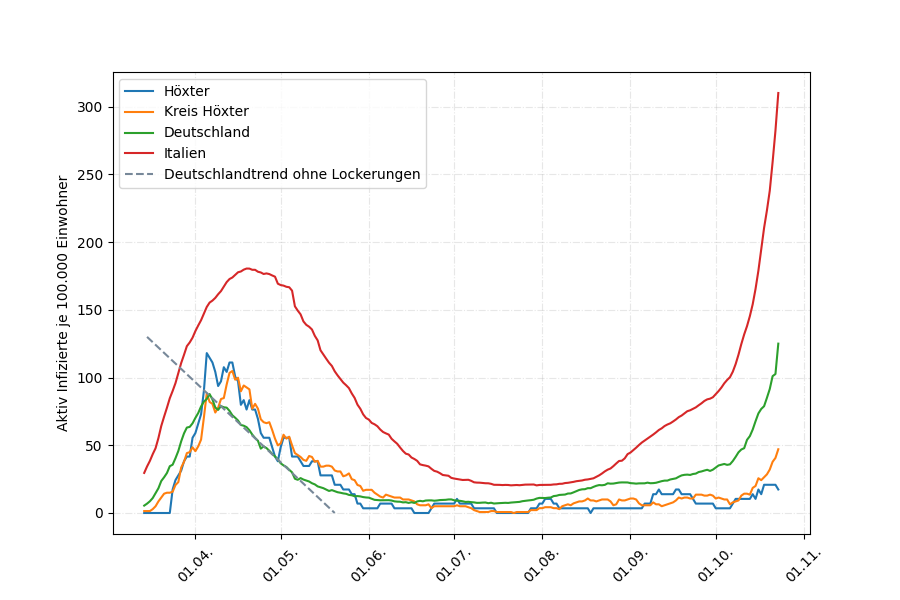 Höxter
Kreis Höxter
Deutschland
Italien
Deutschlandtrend ohne Lockerungen
Aktiv Infizierte je 100.000 Einwohner
300
250
200
150
100
50
0
01.04. 01.05. 01.06. 01.07. 01.08. 01.09. 01.10. 01.11.